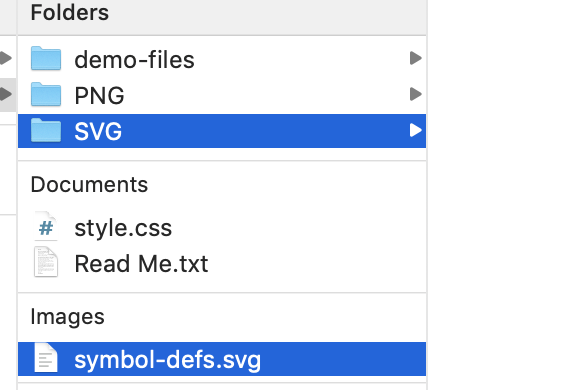 Folders
demo-files
PNG
SVG
Documents
style.css
Read Me.txt
Images
symbol-defs.svg